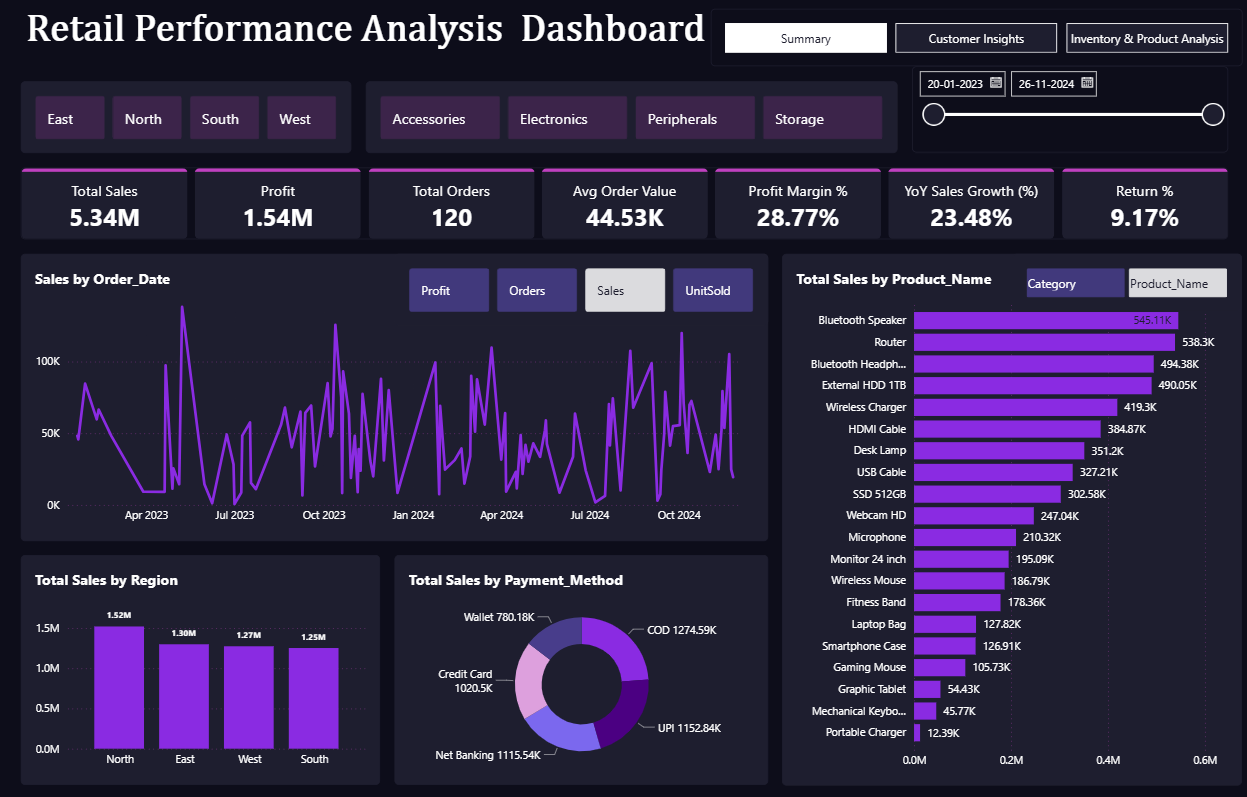 Retail Performance Analysis  Dashboard
Summary
Customer Insights
Inventory & Product Analysis
20-01-2023
26-11-2024
East
North
South
West
Accessories
Electronics
Peripherals
Storage
Total Sales
5.34M
Profit
1.54M
Total Orders
120
Avg Order Value
44.53K
Profit Margin %
28.77%
YoY Sales Growth (%)
23.48%
Return %
9.17%
Sales by Order_Date
Profit
Orders
Sales
UnitSold
100K
50K
0K
Apr 2023
Jul 2023
Oct 2023
Jan 2024
Apr 2024
Jul 2024
Oct 2024
Total Sales by Product_Name
Category
Product_Name
Bluetooth Speaker 545.11K
Router 538.3K
Bluetooth Headph... 494.38K
External HDD 1TB 490.05K
Wireless Charger 419.3K
HDMI Cable 384.87K
Desk Lamp 351.2K
USB Cable 327.21K
SSD 512GB 302.58K
Webcam HD 247.04K
Microphone 210.32K
Monitor 24 inch 195.09K
Wireless Mouse 186.79K
Fitness Band 178.36K
Laptop Bag 127.82K
Smartphone Case 126.91K
Gaming Mouse 105.73K
Graphic Tablet 54.43K
Mechanical Keybo... 45.77K
Portable Charger 12.39K
0.0M
0.2M
0.4M
0.6M
Total Sales by Region
1.5M
1.0M
0.5M
0.0M
1.52M
1.30M
1.27M
1.25M
North
East
West
South
Total Sales by Payment_Method
Wallet 780.18K
COD 1274.59K
Credit Card
1020.5K
UPI 1152.84K
Net Banking 1115.54K